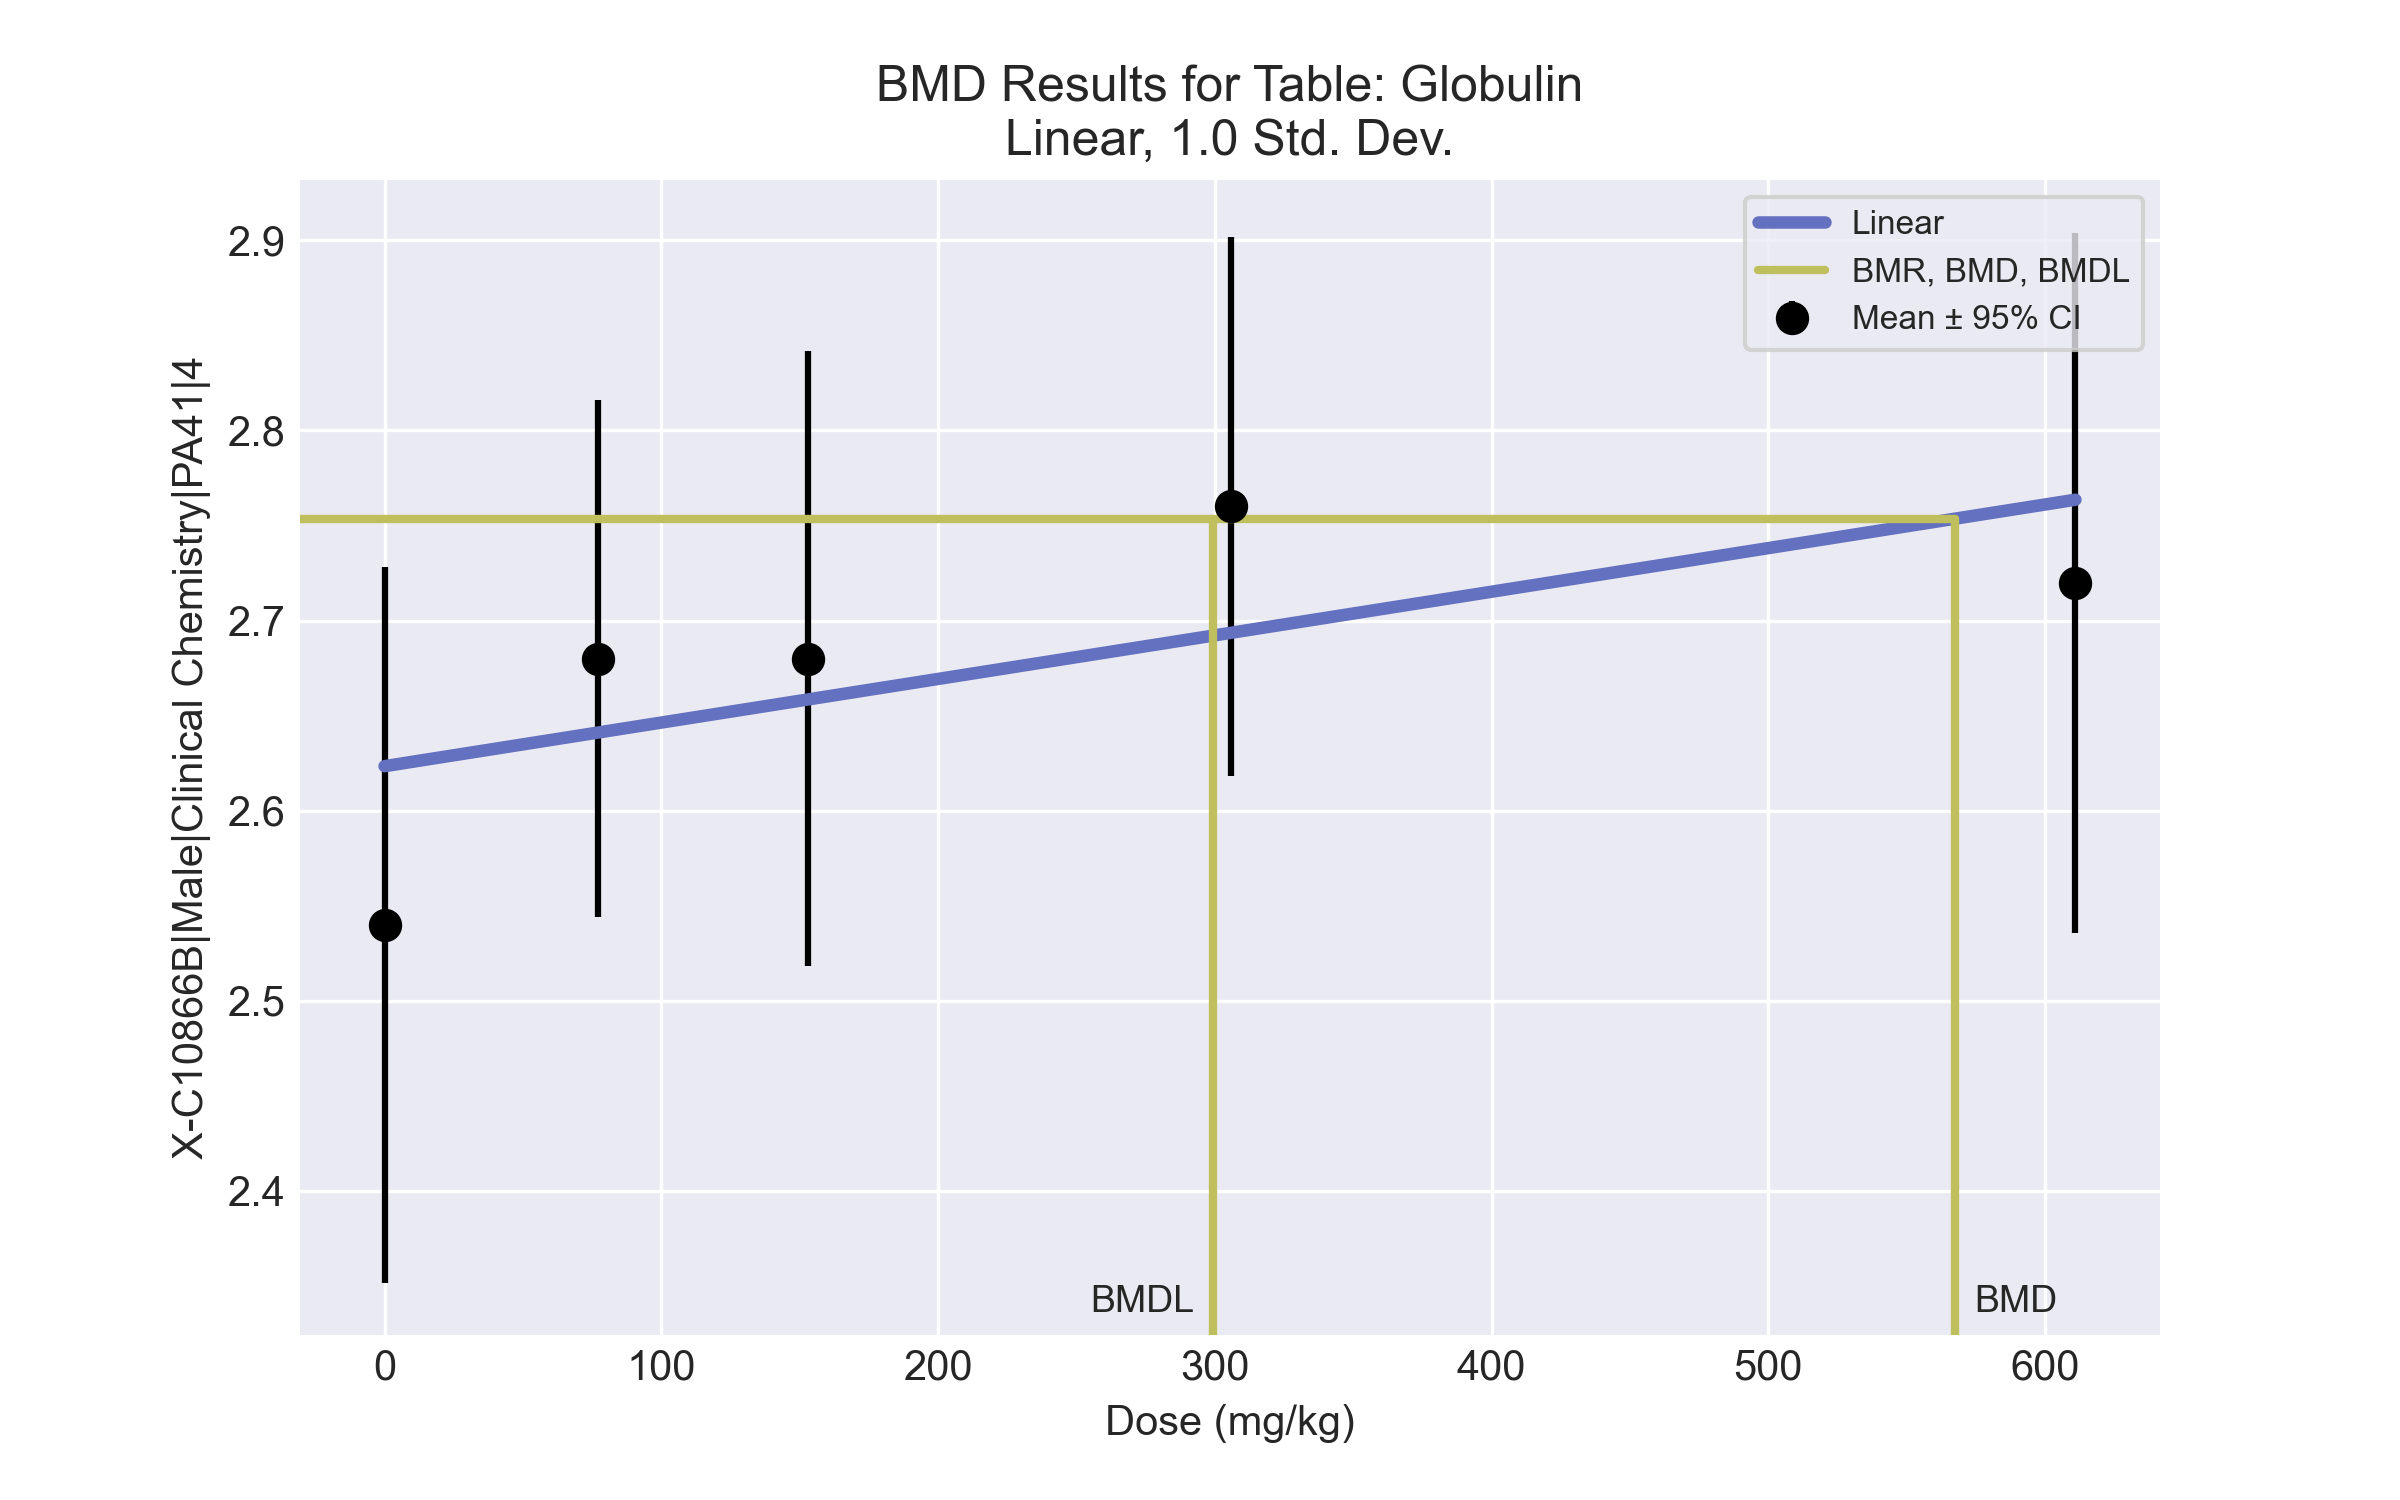 BMD Results for Table: Globulin
Linear, 1.0 Std. Dev.
Linear
BMR, BMD, BMDL
Mean ± 95% CI
X-C10866B|Male|Clinical Chemistry|PA41|4
2.9
2.8
2.7
2.6
2.5
2.4
BMDL
BMD
0 100 200 300 400 500 600
Dose (mg/kg)